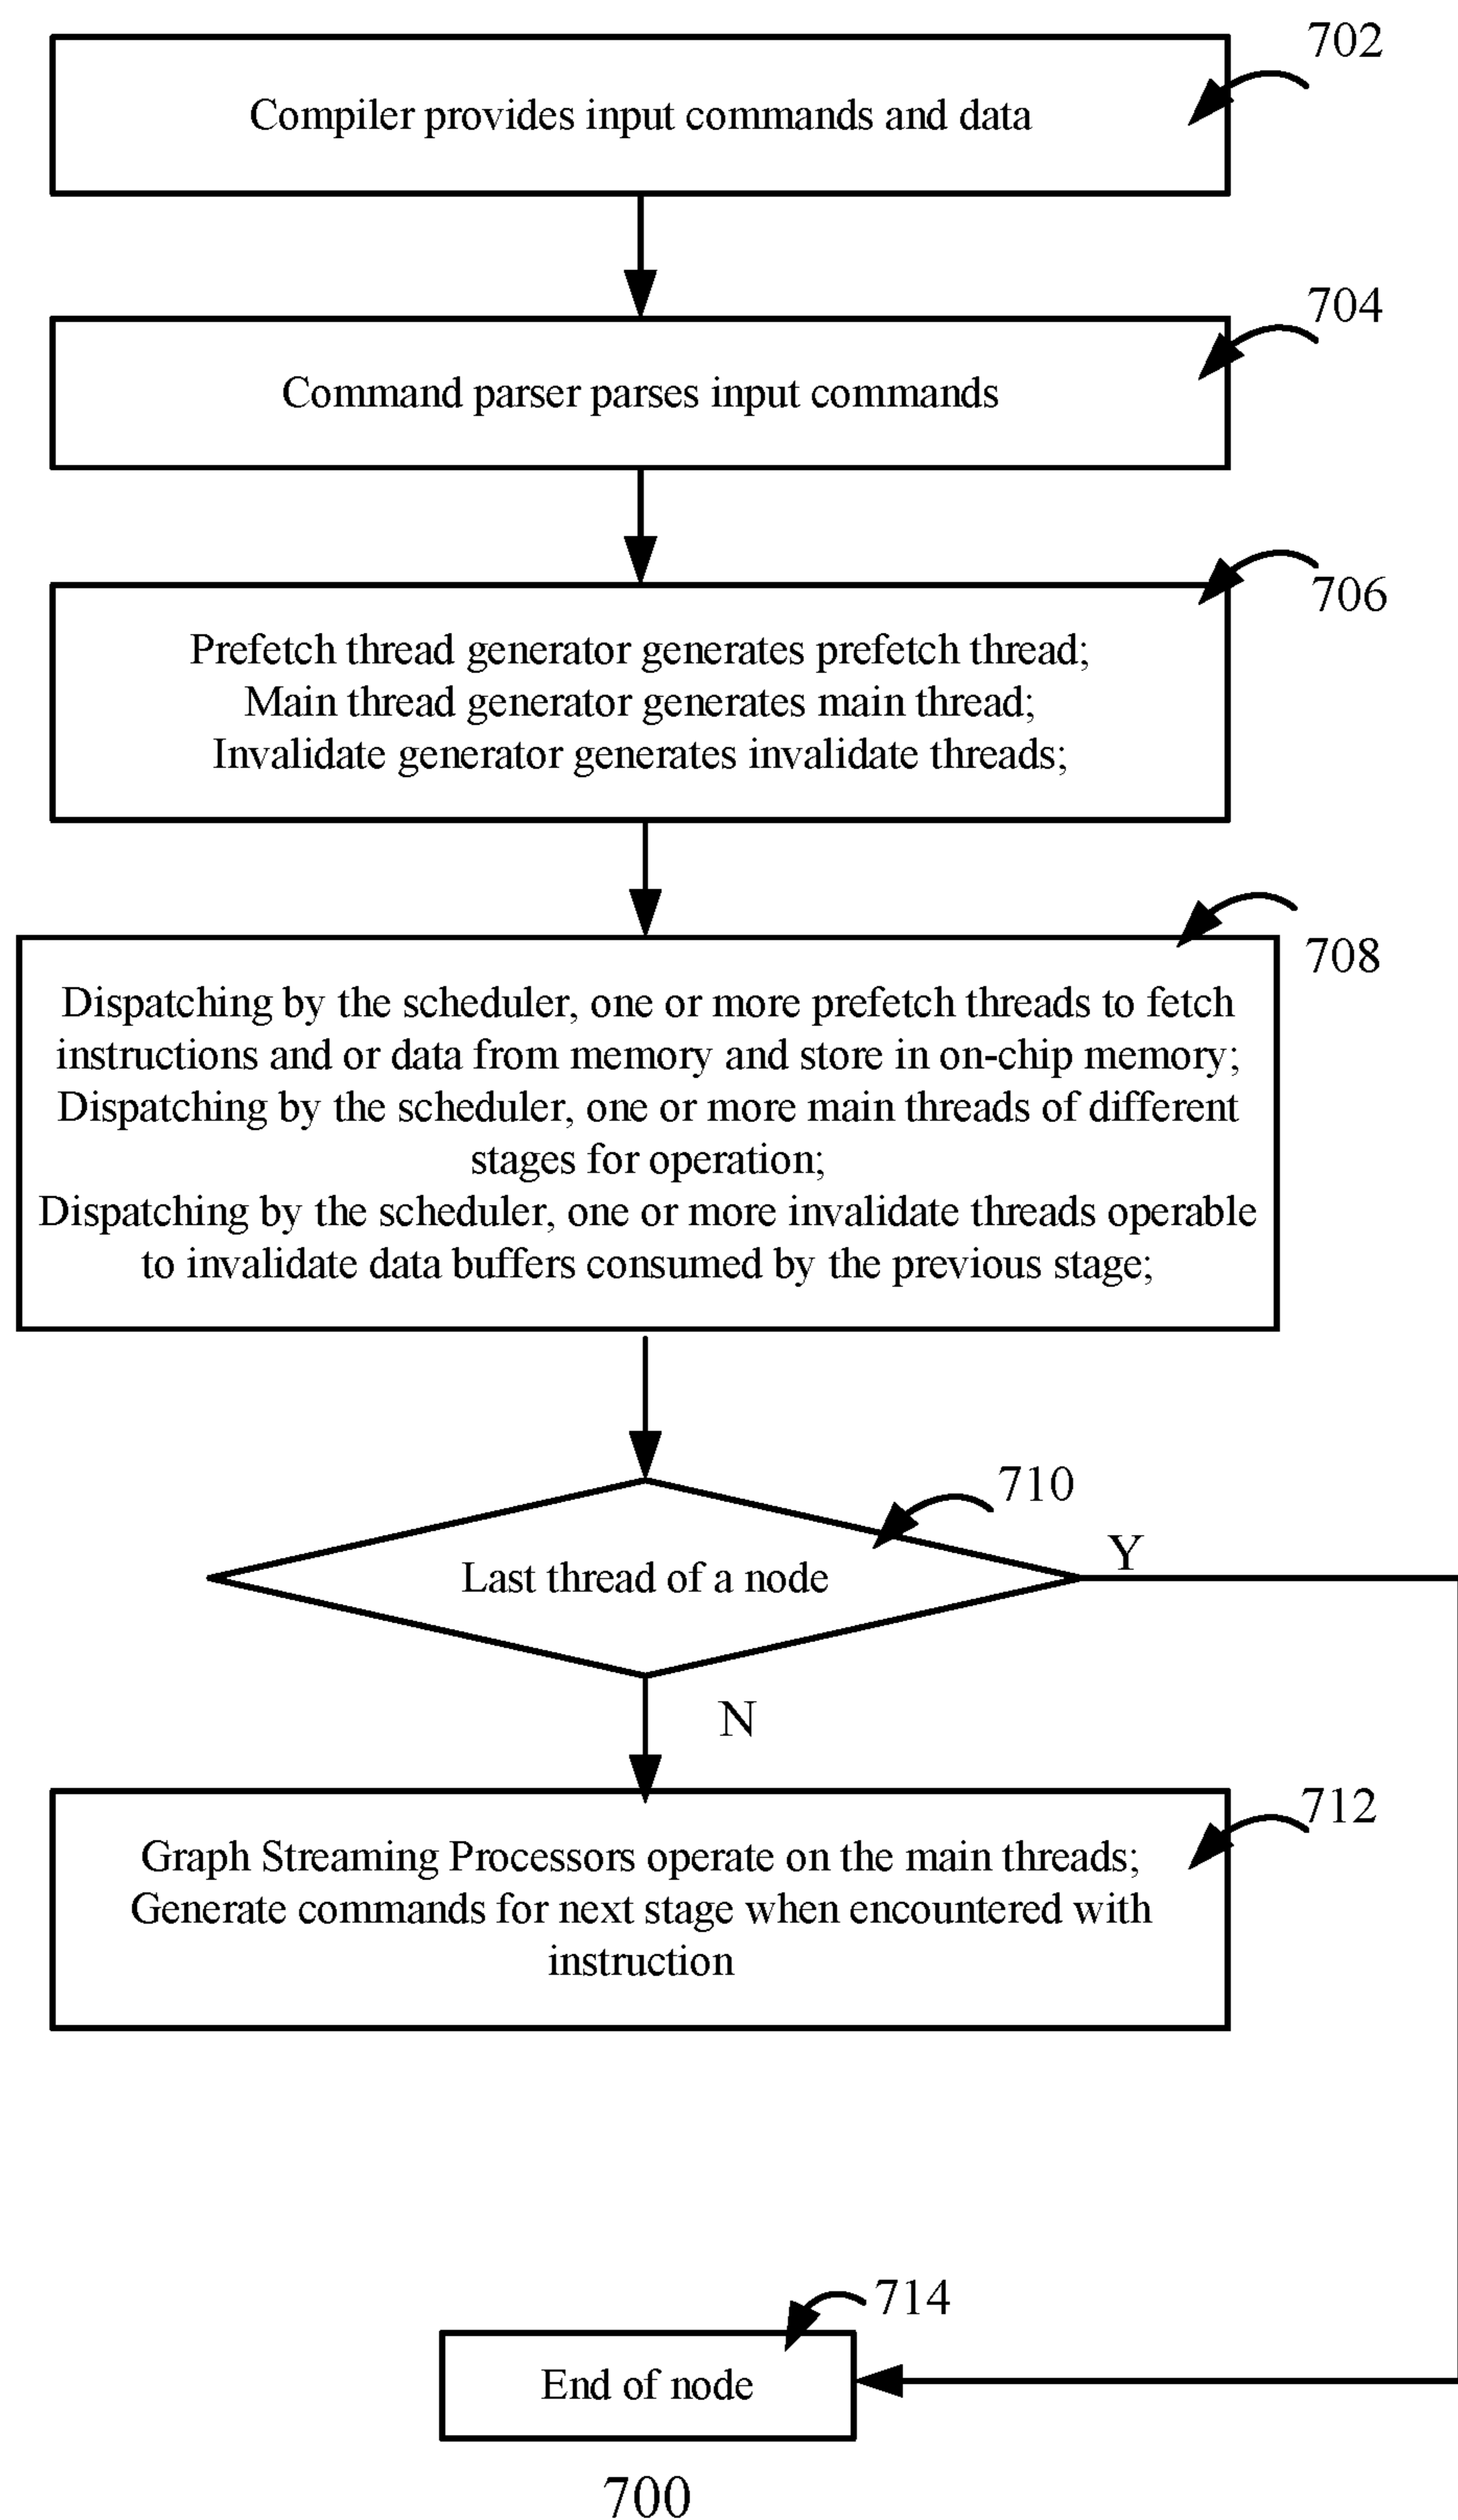 702
Compiler provides input commands and data
704
Command parser parses input commands
706
Prefetch thread generator generates prefetch thread;
Main thread generator generates main thread;
Invalidate generator generates invalidate threads;
708
Dispatching by the scheduler, one or more prefetch threads to fetch
instructions and or data from memory and store in on-chip memory;
Dispatching by the scheduler, one or more main threads of different
stages for operation;
Dispatching by the scheduler, one or more invalidate threads operable
to invalidate data buffers consumed by the previous stage;
710
Y
Last thread of a node
N
712
Graph Streaming Processors operate on the main threads;
Generate commands for next stage when encountered with
instruction
714
End of node
700